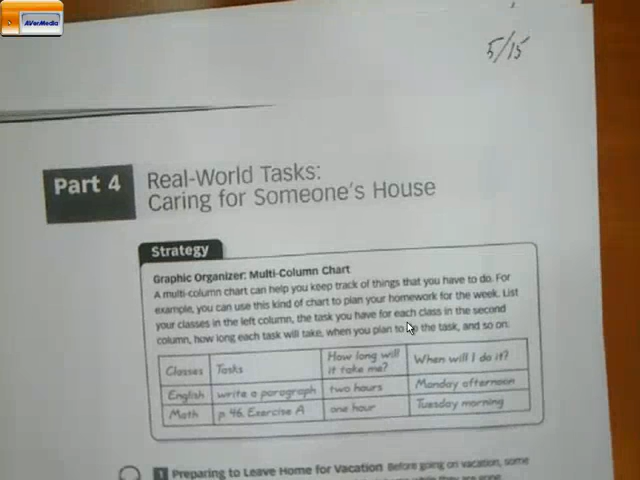 AVerMedia
5/15
Part 4
Real-World Tasks:
Caring for Someone's House
Strategy
Graphic Organizer: Multi-Column Chart
A multi-column chart can help you keep track of things that you have to do. For
example, you can use this kind of chart to plan your homework for the week. List
your classes in the left column, the task you have for each class in the second
column, how long each task will take, when you plan to do the task, and so on.
Classes Tasks How long will it take me? When will I do it?
English write a paragraph two hours Monday afternoon
Math p. 46, Exercise A one hour Tuesday morning
1 Preparing to Leave Home for Vacation Before going on vacation, some